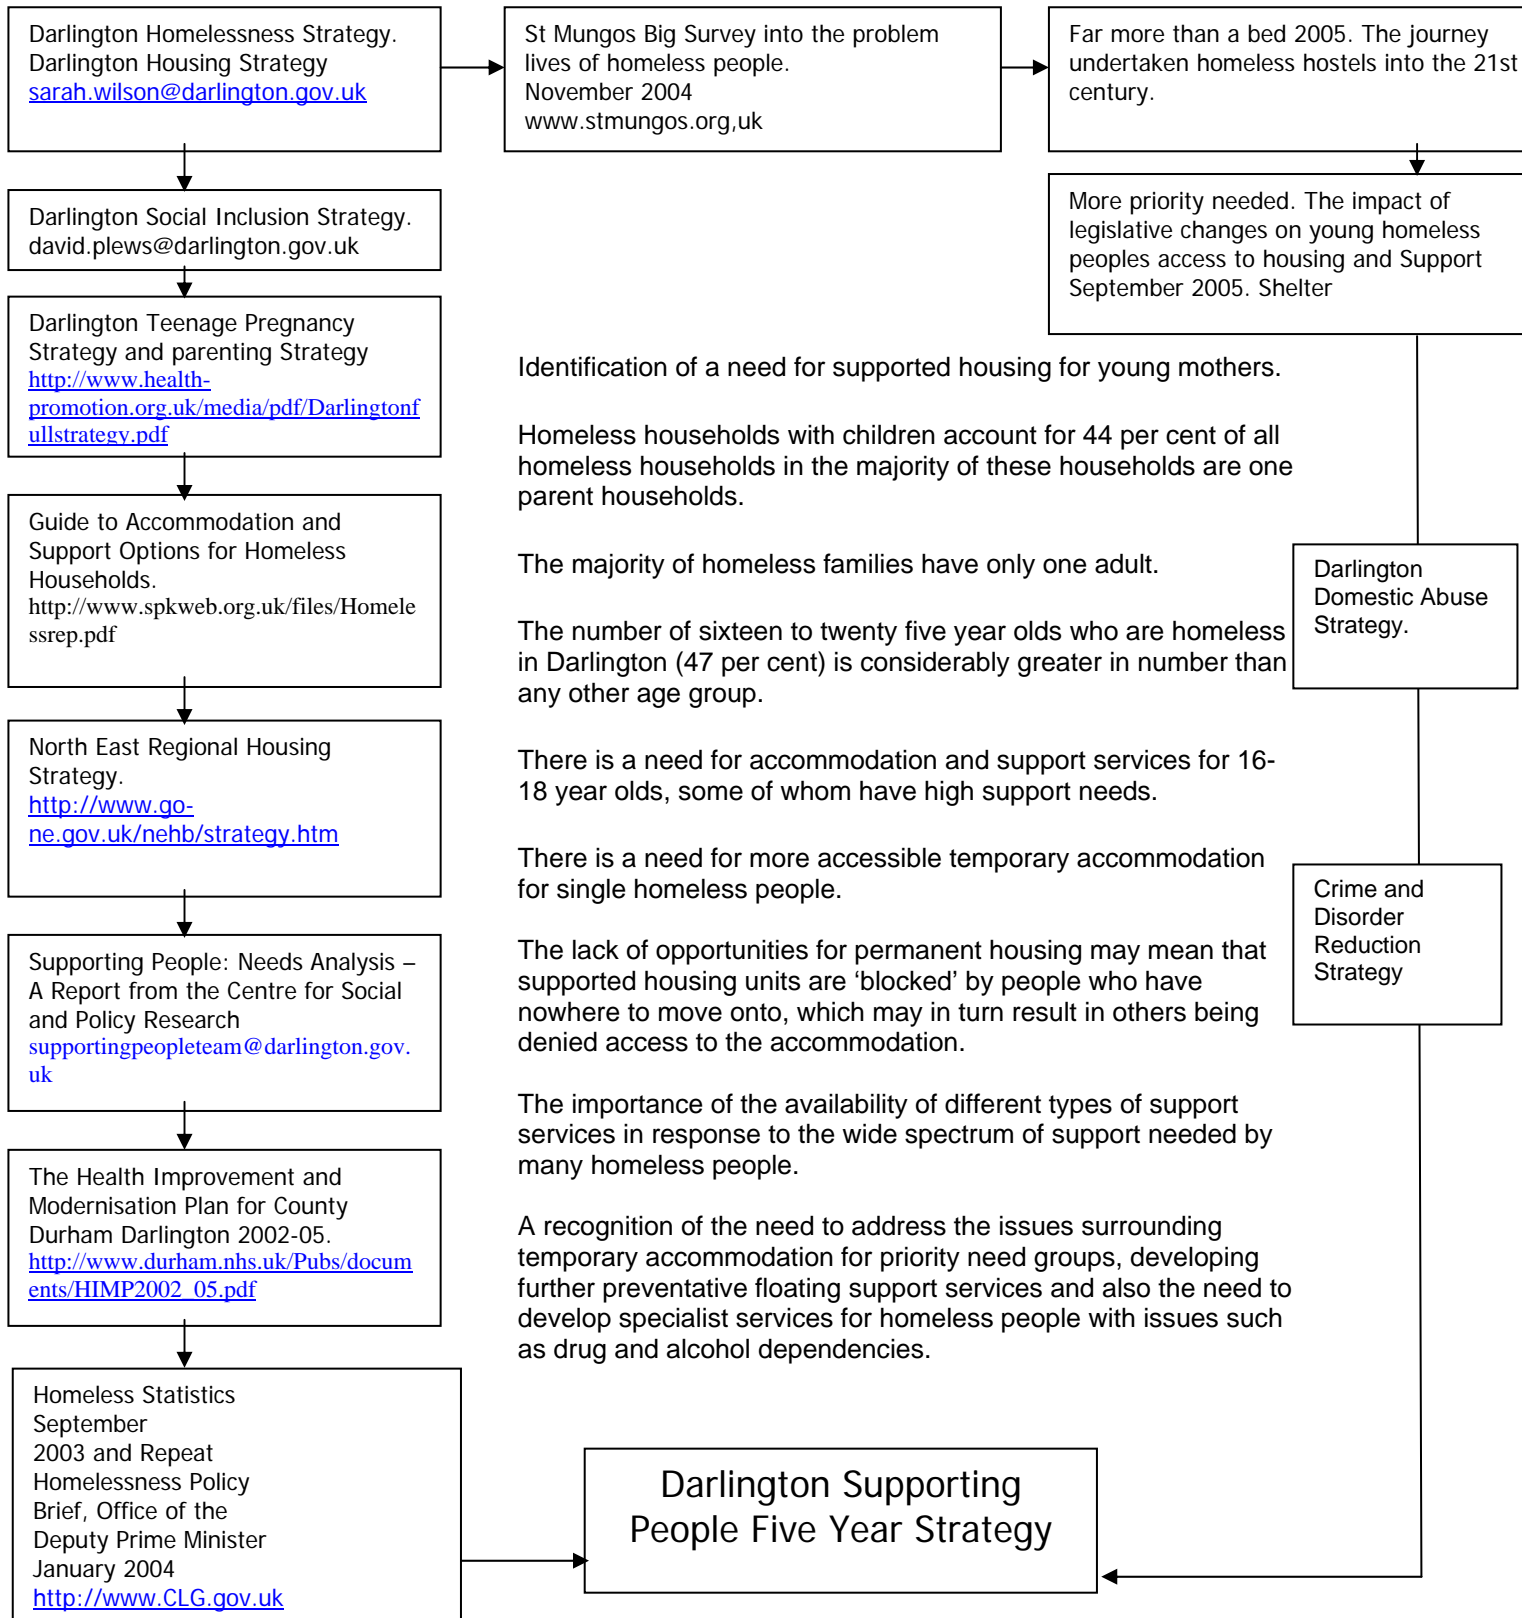 Darlington Homelessness Strategy.
Darlington Housing Strategy
sarah.wilson@darlington.gov.uk
St Mungos Big Survey into the problem
lives of homeless people.
November 2004
www.stmungos.org,uk
Far more than a bed 2005. The journey
undertaken homeless hostels into the 21st
century.
More priority needed. The impact of
legislative changes on young homeless
peoples access to housing and Support
September 2005. Shelter
Darlington Social Inclusion Strategy.
david.plews@darlington.gov.uk
Darlington Teenage Pregnancy
Strategy and parenting Strategy
http://www.health-
promotion.org.uk/media/pdf/Darlingtonf
ullstrategy.pdf
Guide to Accommodation and
Support Options for Homeless
Households.
http://www.spkweb.org.uk/files/Homele
ssrep.pdf
North East Regional Housing
Strategy.
http://www.go-
ne.gov.uk/nehb/strategy.htm
Supporting People: Needs Analysis –
A Report from the Centre for Social
and Policy Research
supportingpeopleteam@darlington.gov.
uk
The Health Improvement and
Modernisation Plan for County
Durham Darlington 2002-05.
http://www.durham.nhs.uk/Pubs/docum
ents/HIMP2002_05.pdf
Homeless Statistics
September
2003 and Repeat
Homelessness Policy
Brief, Office of the
Deputy Prime Minister
January 2004
http://www.CLG.gov.uk
Identification of a need for supported housing for young mothers.
Homeless households with children account for 44 per cent of all
homeless households in the majority of these households are one
parent households.
The majority of homeless families have only one adult.
The number of sixteen to twenty five year olds who are homeless
in Darlington (47 per cent) is considerably greater in number than
any other age group.
There is a need for accommodation and support services for 16-
18 year olds, some of whom have high support needs.
There is a need for more accessible temporary accommodation
for single homeless people.
The lack of opportunities for permanent housing may mean that
supported housing units are ‘blocked’ by people who have
nowhere to move onto, which may in turn result in others being
denied access to the accommodation.
The importance of the availability of different types of support
services in response to the wide spectrum of support needed by
many homeless people.
A recognition of the need to address the issues surrounding
temporary accommodation for priority need groups, developing
further preventative floating support services and also the need to
develop specialist services for homeless people with issues such
as drug and alcohol dependencies.
Darlington
Domestic Abuse
Strategy.
Crime and
Disorder
Reduction
Strategy
Darlington Supporting
People Five Year Strategy